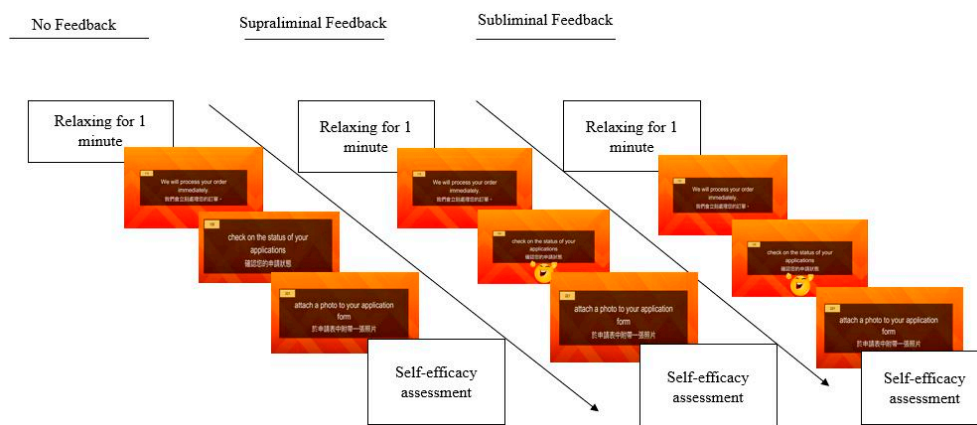 No Feedback
Supraliminal Feedback
Subliminal Feedback
Relaxing for 1
minute
We will process your order
immediately.
我們會立刻處理您的訂單。
check on the status of your
applications
確認您的申請狀態
attach a photo to your application
form
於申請表中附帶一張照片
Self-efficacy
assessment
Relaxing for 1
minute
We will process your order
immediately.
我們會立刻處理您的訂單。
check on the status of your
applications
確認您的申請狀態
attach a photo to your application
form
於申請表中附帶一張照片
Self-efficacy
assessment
Relaxing for 1
minute
We will process your order
immediately.
我們會立刻處理您的訂單。
check on the status of your
applications
確認您的申請狀態
attach a photo to your application
form
於申請表中附帶一張照片
Self-efficacy
assessment